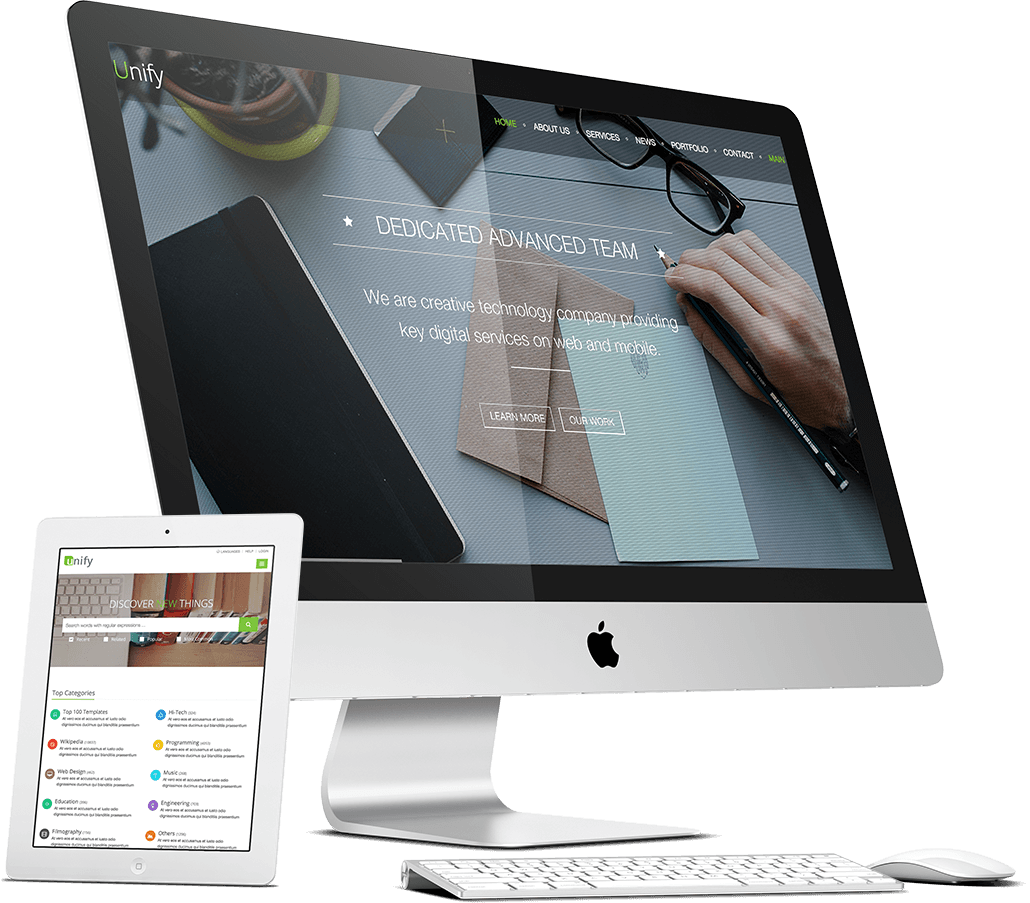 Unify
HOME • ABOUT US • SERVICES • NEWS • PORTFOLIO • CONTACT • MAIN
DEDICATED ADVANCED TEAM
We are creative technology company providing
key digital services on web and mobile.
LEARN MORE OUR WORK
LANGUAGES | HELP | LOGIN
unify
DISCOVER NEW THINGS
Search words with regular expressions ...
Recent Related Popular Most Common
Top Categories
Top 100 Templates
At vero eos et accusamus et iusto odio
dignissimos ducimus qui blanditiis praesentium
Hi-Tech
At vero eos et accusamus et iusto odio
dignissimos ducimus qui blanditiis praesentium
Wikipedia
At vero eos et accusamus et iusto odio
dignissimos ducimus qui blanditiis praesentium
Programming
At vero eos et accusamus et iusto odio
dignissimos ducimus qui blanditiis praesentium
Web Design
At vero eos et accusamus et iusto odio
dignissimos ducimus qui blanditiis praesentium
Music
At vero eos et accusamus et iusto odio
dignissimos ducimus qui blanditiis praesentium
Education
At vero eos et accusamus et iusto odio
dignissimos ducimus qui blanditiis praesentium
Engineering
At vero eos et accusamus et iusto odio
dignissimos ducimus qui blanditiis praesentium
Filmography
At vero eos et accusamus et iusto odio
dignissimos ducimus qui blanditiis praesentium
Others
At vero eos et accusamus et iusto odio
dignissimos ducimus qui blanditiis praesentium